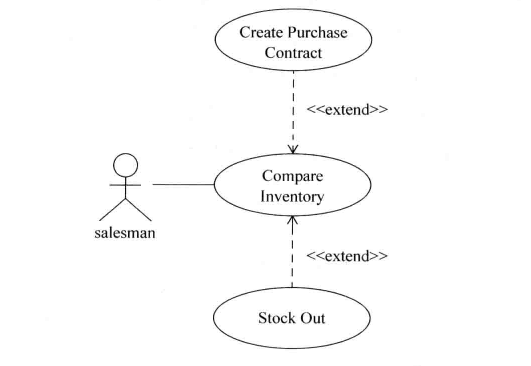 Create Purchase
Contract
<<extend>>
Compare
Inventory
salesman
<<extend>>
Stock Out